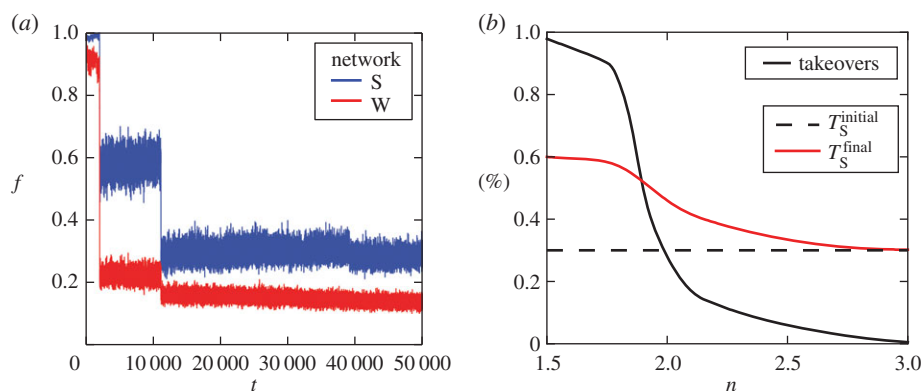 (a)
1.0
0.8
0.6
f
0.4
0.2
0
10 000
20 000
30 000
40 000
50 000
t
network
S
W
(b)
1.0
0.8
0.6
(%)
0.4
0.2
0
1.5
2.0
2.5
3.0
n
takeovers
T_S^initial
T_S^final